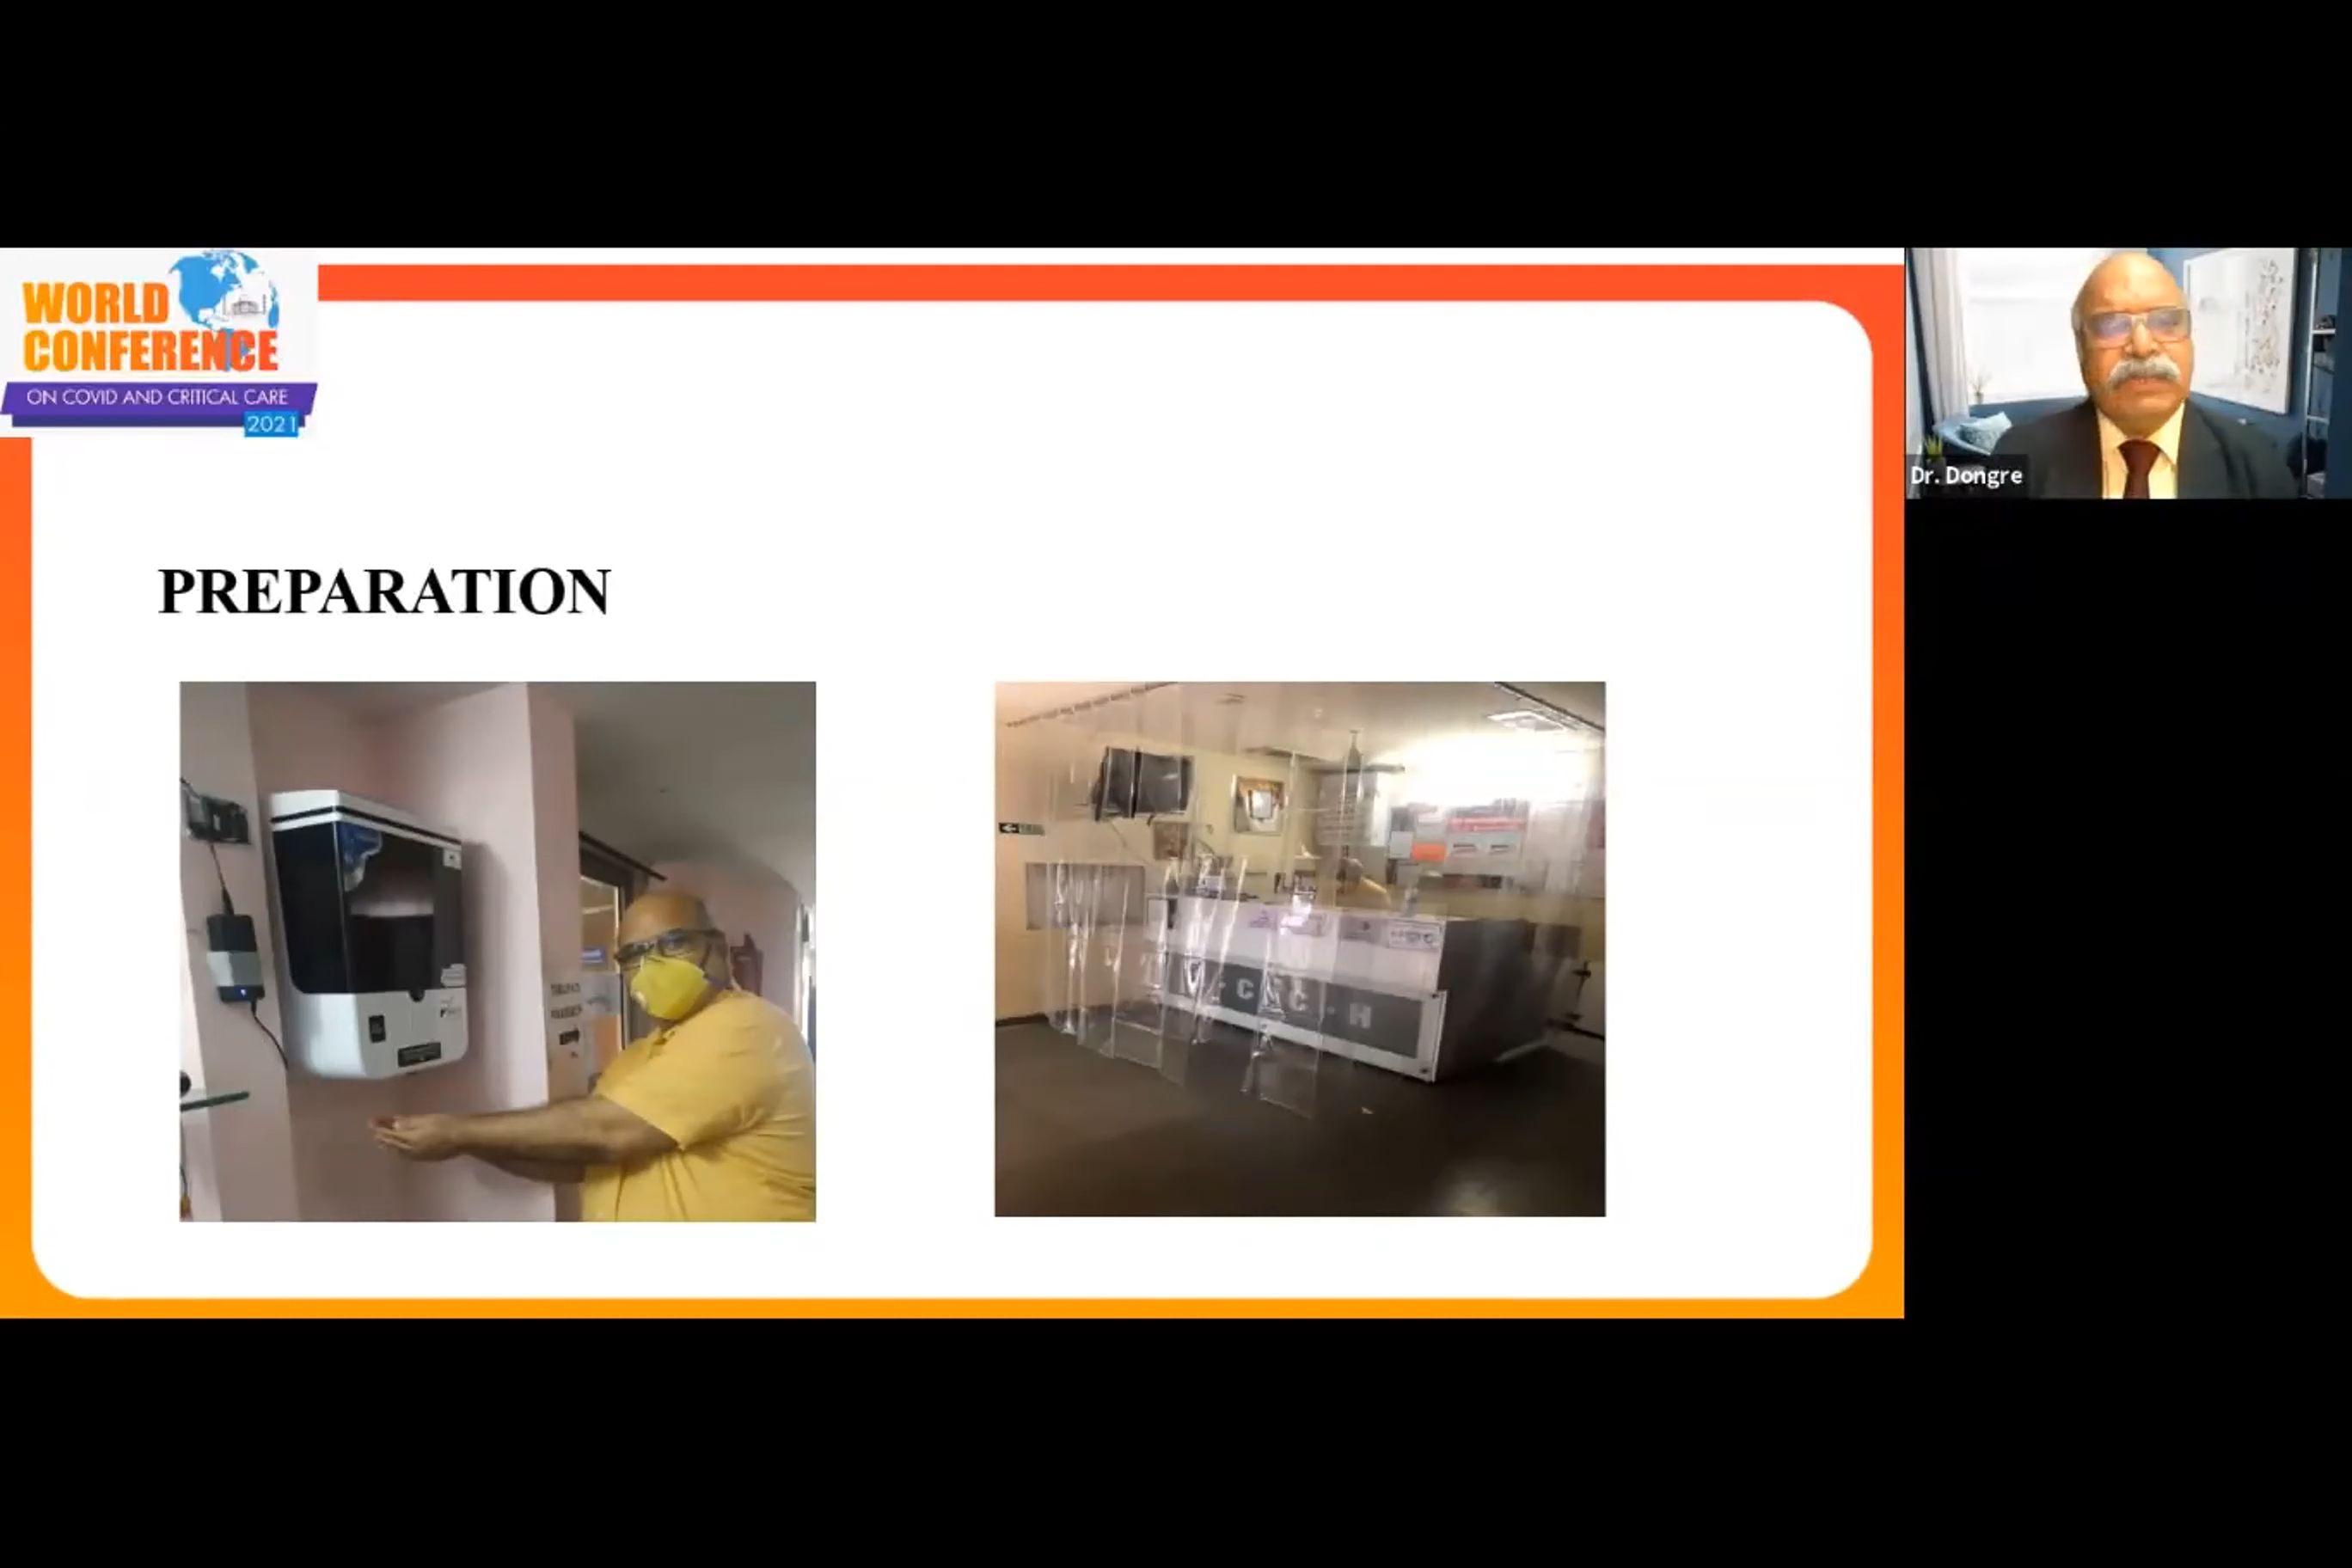 WORLD
CONFERENCE
ON COVID AND CRITICAL CARE
2021
Dr. Dongre
PREPARATION